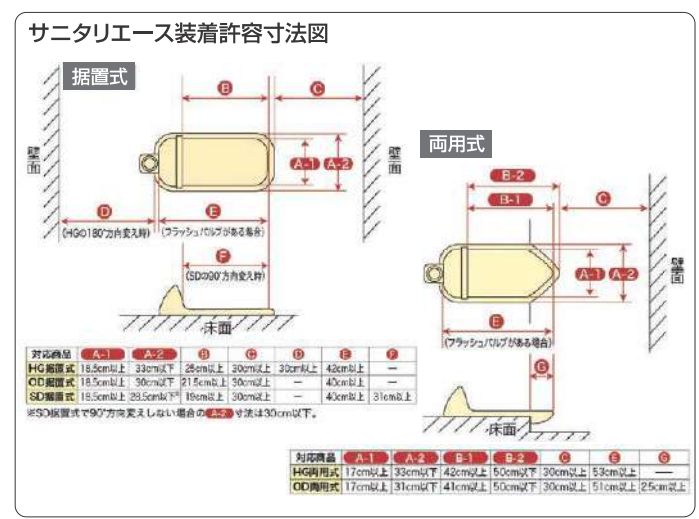 サニタリエース装着許容寸法図
据置式
B
C
壁面
A-1 A-2
壁面
D
E
(HGの180°方向変え時)
(フラッシュバルブがある場合)
F
(SDの90°方向変え時)
床面
対応商品 A-1 A-2 B C D E F
HG据置式 18.5cm以上 33cm以下 25cm以上 30cm以上 30cm以上 42cm以上 —
OD据置式 18.5cm以上 30cm以下 21.5cm以上 30cm以上 — 40cm以上 —
SD据置式 18.5cm以上 28.5cm以下※ 19cm以上 30cm以上 — 40cm以上 31cm以上
※SD据置式で90°方向変えしない場合のA-2寸法は30cm以下。
両用式
B-2
B-1
C
A-1 A-2
壁面
E
(フラッシュバルブがある場合)
G
床面
対応商品 A-1 A-2 B-1 B-2 C E G
HG両用式 17cm以上 33cm以下 42cm以上 50cm以下 30cm以上 53cm以上 —
OD両用式 17cm以上 31cm以下 41cm以上 50cm以下 30cm以上 51cm以上 25cm以上